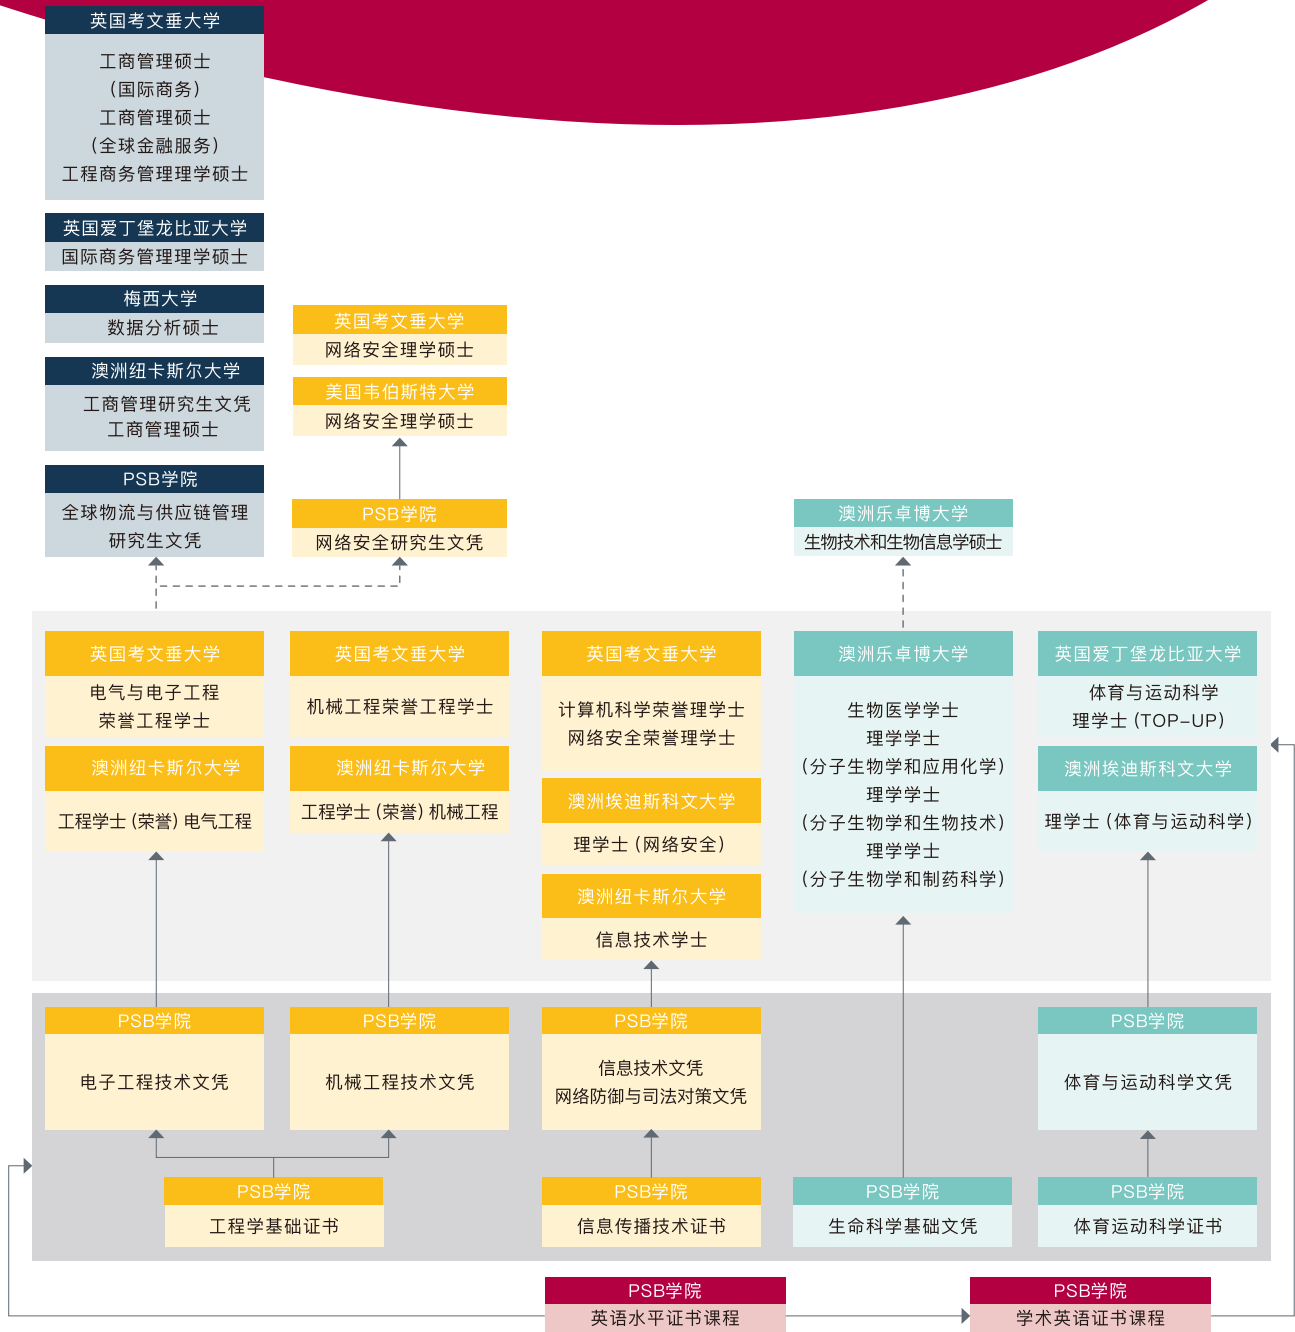 英国考文垂大学
工商管理硕士
（国际商务）
工商管理硕士
（全球金融服务）
工程商务管理理学硕士
英国爱丁堡龙比亚大学
国际商务管理理学硕士
梅西大学
数据分析硕士
澳洲纽卡斯尔大学
工商管理研究生文凭
工商管理硕士
PSB学院
全球物流与供应链管理
研究生文凭
英国考文垂大学
网络安全理学硕士
美国韦伯斯特大学
网络安全理学硕士
PSB学院
网络安全研究生文凭
澳洲乐卓博大学
生物技术和生物信息学硕士
英国考文垂大学
电气与电子工程
荣誉工程学士
澳洲纽卡斯尔大学
工程学士（荣誉）电气工程
英国考文垂大学
机械工程荣誉工程学士
澳洲纽卡斯尔大学
工程学士（荣誉）机械工程
英国考文垂大学
计算机科学荣誉理学士
网络安全荣誉理学士
澳洲埃迪斯科文大学
理学士（网络安全）
澳洲纽卡斯尔大学
信息技术学士
澳洲乐卓博大学
生物医学学士
理学学士
（分子生物学和应用化学）
理学学士
（分子生物学和生物技术）
理学学士
（分子生物学和制药科学）
英国爱丁堡龙比亚大学
体育与运动科学
理学士（TOP-UP）
澳洲埃迪斯科文大学
理学士（体育与运动科学）
PSB学院
电子工程技术文凭
PSB学院
机械工程技术文凭
PSB学院
信息技术文凭
网络防御与司法对策文凭
PSB学院
体育与运动科学文凭
PSB学院
工程学基础证书
PSB学院
信息传播技术证书
PSB学院
生命科学基础文凭
PSB学院
体育运动科学证书
PSB学院
英语水平证书课程
PSB学院
学术英语证书课程